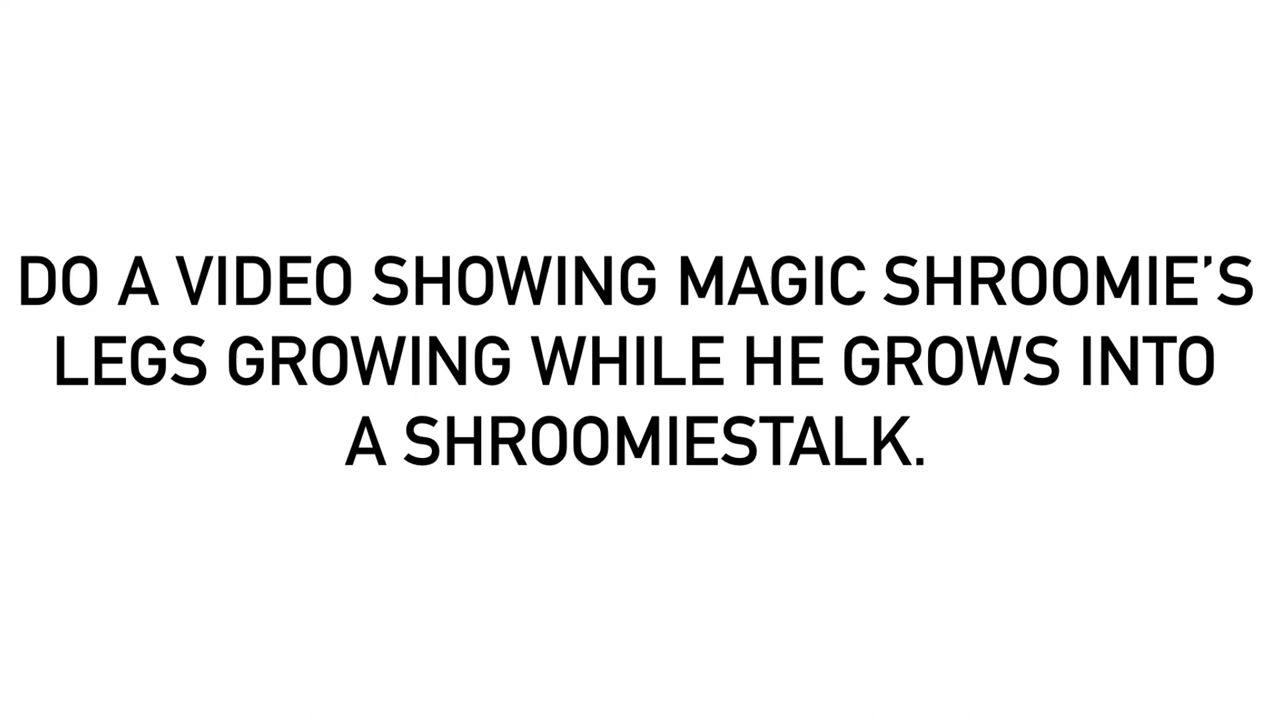 DO A VIDEO SHOWING MAGIC SHROOMIE’S
LEGS GROWING WHILE HE GROWS INTO
A SHROOMIESTALK.